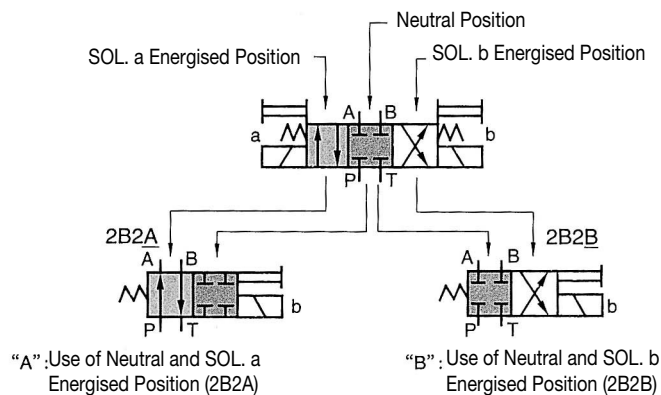 Neutral Position
SOL. a Energised Position
SOL. b Energised Position
A B
a
b
P T
2B2A
2B2B
A B
A B
b
b
P T
P T
"A" : Use of Neutral and SOL. a
Energised Position (2B2A)
"B" : Use of Neutral and SOL. b
Energised Position (2B2B)